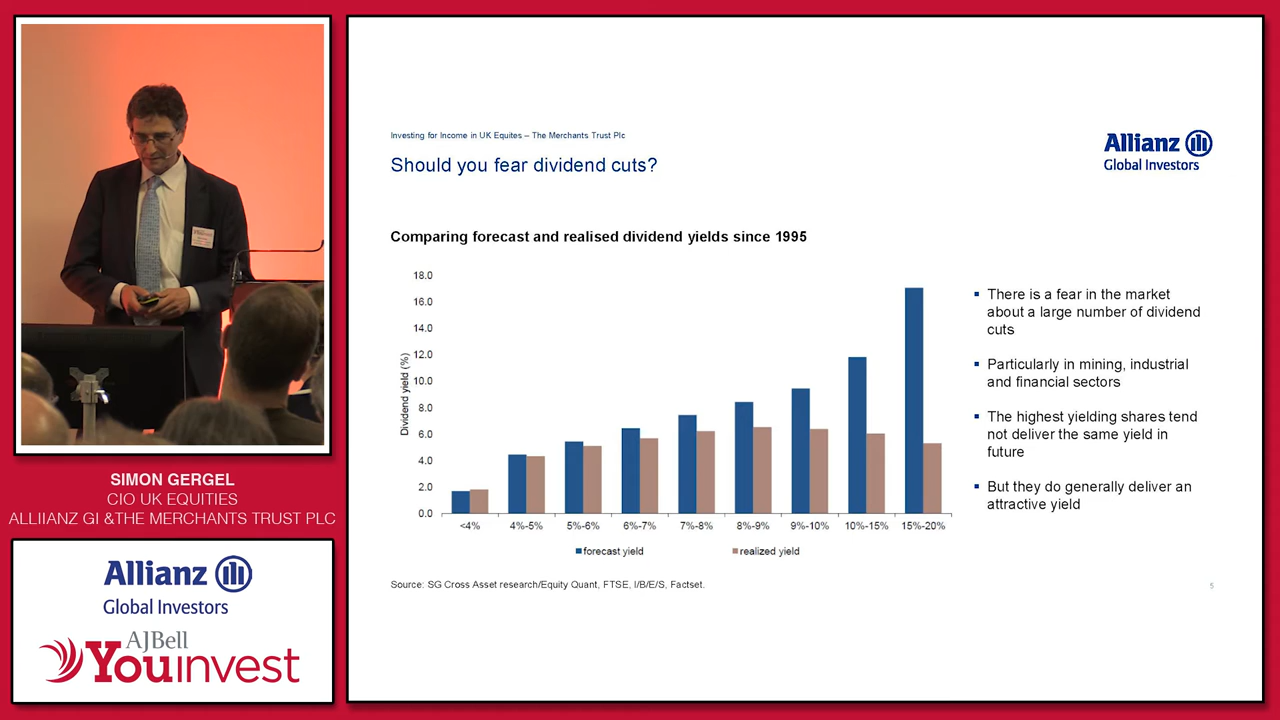 SIMON GERGEL
CIO UK EQUITIES
ALLIIANZ GI &THE MERCHANTS TRUST PLC
Allianz
Global Investors
AJBell
Youinvest
Investing for Income in UK Equites – The Merchants Trust Plc
Should you fear dividend cuts?
Allianz
Global Investors
Comparing forecast and realised dividend yields since 1995
Dividend yield (%)
18.0
16.0
14.0
12.0
10.0
8.0
6.0
4.0
2.0
0.0
<4% 4%-5% 5%-6% 6%-7% 7%-8% 8%-9% 9%-10% 10%-15% 15%-20%
forecast yield realized yield
▪ There is a fear in the market
about a large number of dividend
cuts
▪ Particularly in mining, industrial
and financial sectors
▪ The highest yielding shares tend
not deliver the same yield in
future
▪ But they do generally deliver an
attractive yield
Source: SG Cross Asset research/Equity Quant, FTSE, I/B/E/S, Factset.
5